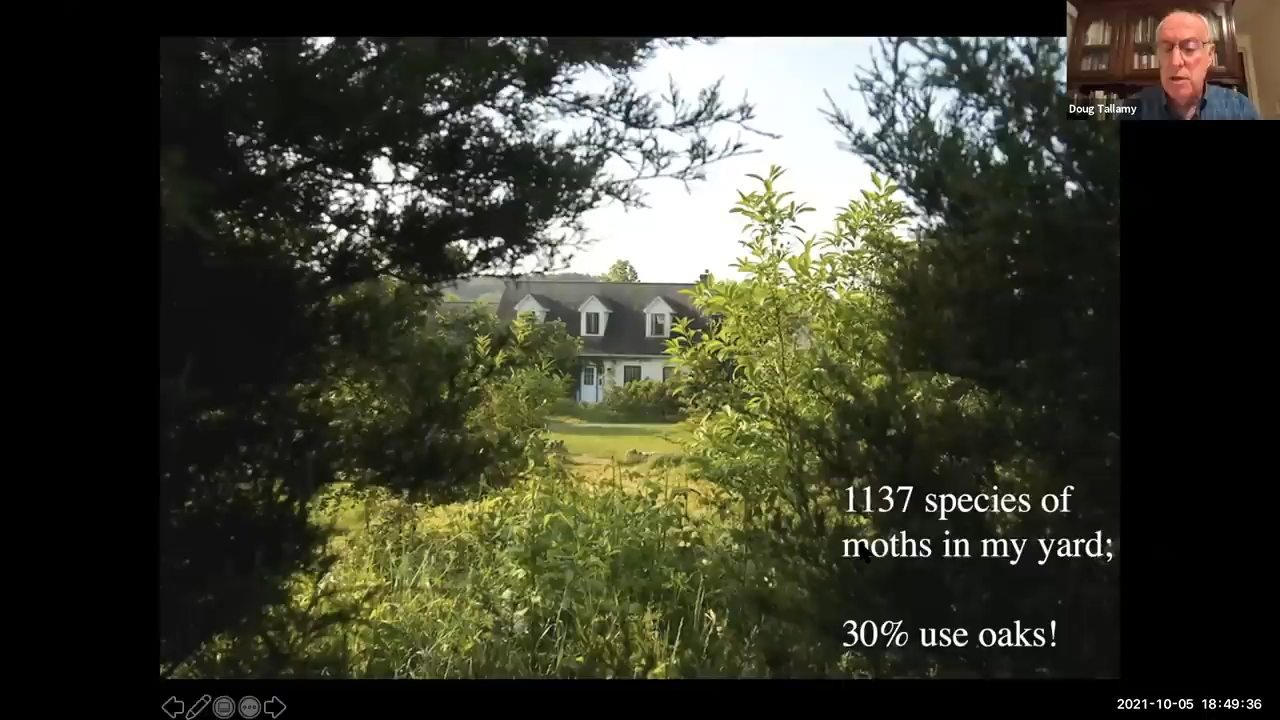 Doug Tallamy
1137 species of
moths in my yard;
30% use oaks!
2021-10-05 18:49:36